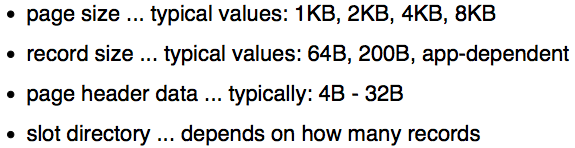 • page size ... typical values: 1KB, 2KB, 4KB, 8KB
• record size ... typical values: 64B, 200B, app-dependent
• page header data ... typically: 4B - 32B
• slot directory ... depends on how many records